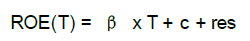 ROE(T) = β x T + c + res